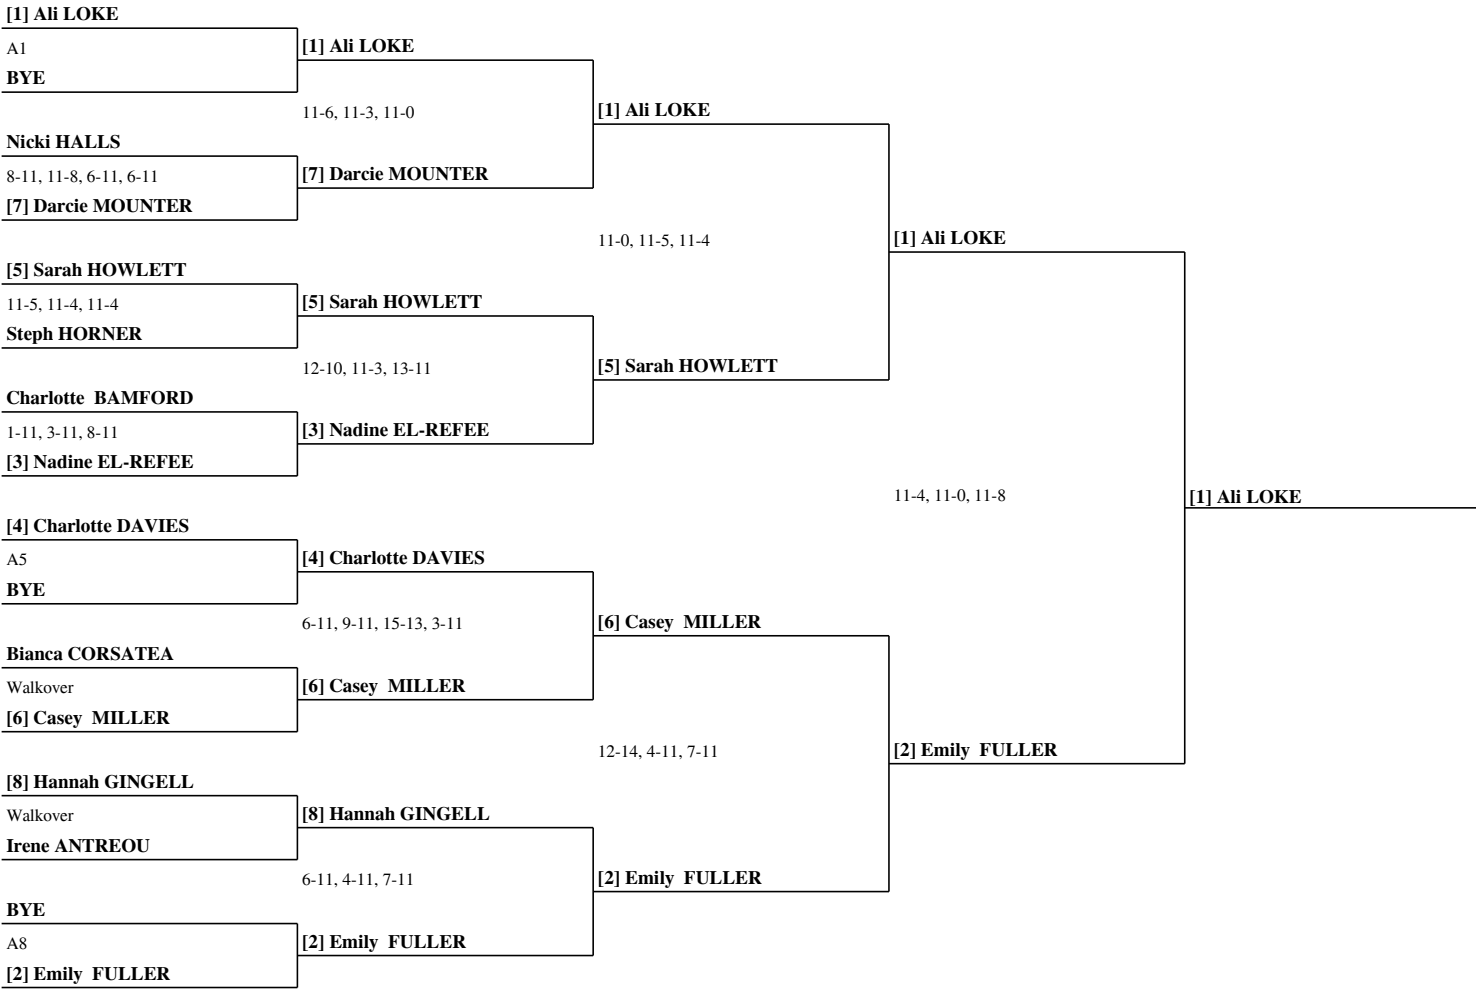 [1] Ali LOKE
A1
BYE
Nicki HALLS
8-11, 11-8, 6-11, 6-11
[7] Darcie MOUNTER
[5] Sarah HOWLETT
11-5, 11-4, 11-4
Steph HORNER
Charlotte  BAMFORD
1-11, 3-11, 8-11
[3] Nadine EL-REFEE
[4] Charlotte DAVIES
A5
BYE
Bianca CORSATEA
Walkover
[6] Casey  MILLER
[8] Hannah GINGELL
Walkover
Irene ANTREOU
BYE
A8
[2] Emily  FULLER
[1] Ali LOKE
11-6, 11-3, 11-0
[7] Darcie MOUNTER
[5] Sarah HOWLETT
12-10, 11-3, 13-11
[3] Nadine EL-REFEE
[4] Charlotte DAVIES
6-11, 9-11, 15-13, 3-11
[6] Casey  MILLER
[8] Hannah GINGELL
6-11, 4-11, 7-11
[2] Emily  FULLER
[1] Ali LOKE
11-0, 11-5, 11-4
[5] Sarah HOWLETT
[6] Casey  MILLER
12-14, 4-11, 7-11
[2] Emily  FULLER
[1] Ali LOKE
11-4, 11-0, 11-8
[2] Emily  FULLER
[1] Ali LOKE